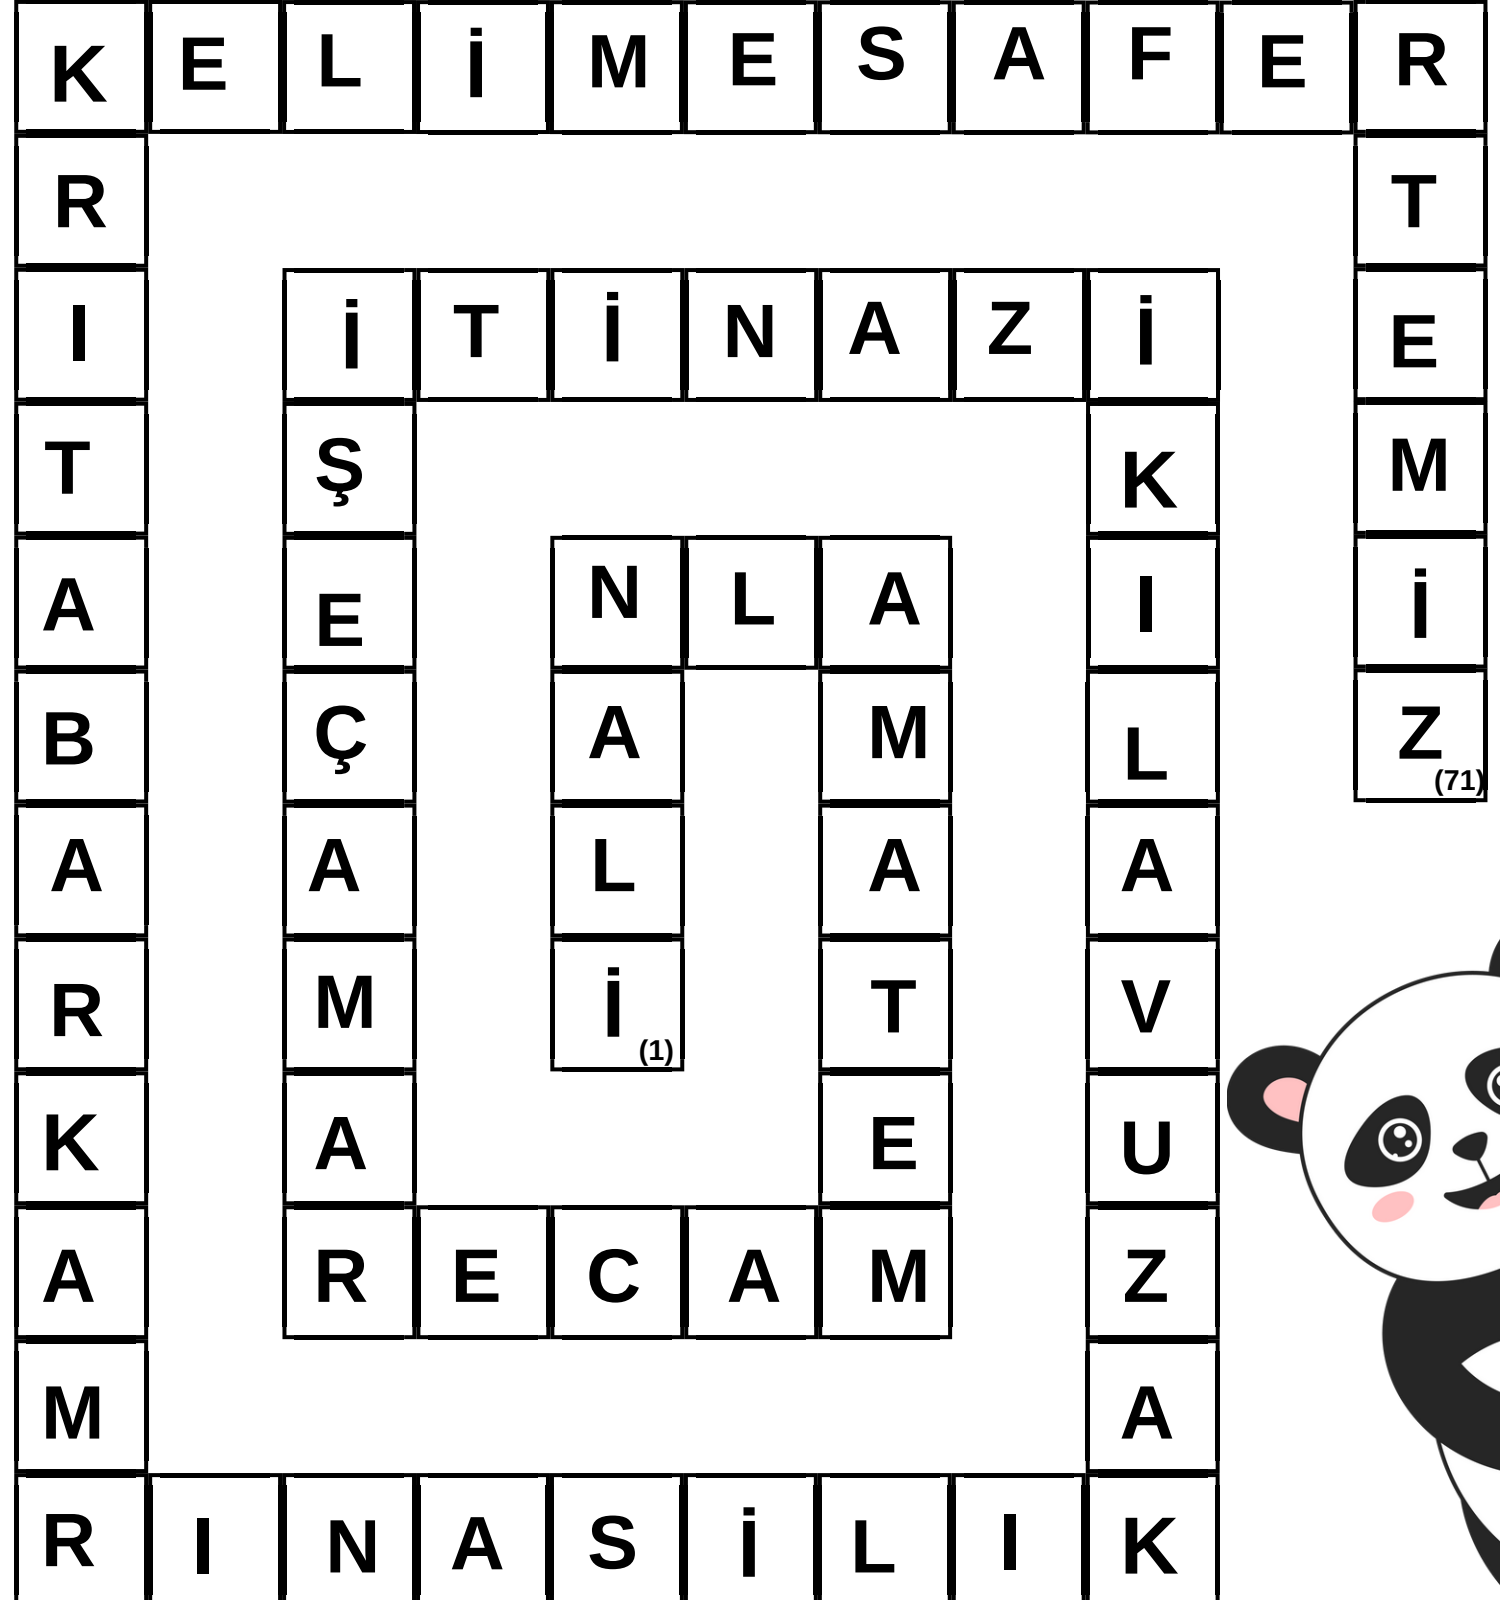 K E L İ M E S A F E R
R T
I İ T İ N A Z İ E
T Ş K M
A E N L A I İ
B Ç A M L Z (71)
A A L A A
R M İ (1) T V
K A E U
A R E C A M Z
M A
R I N A S İ L I K